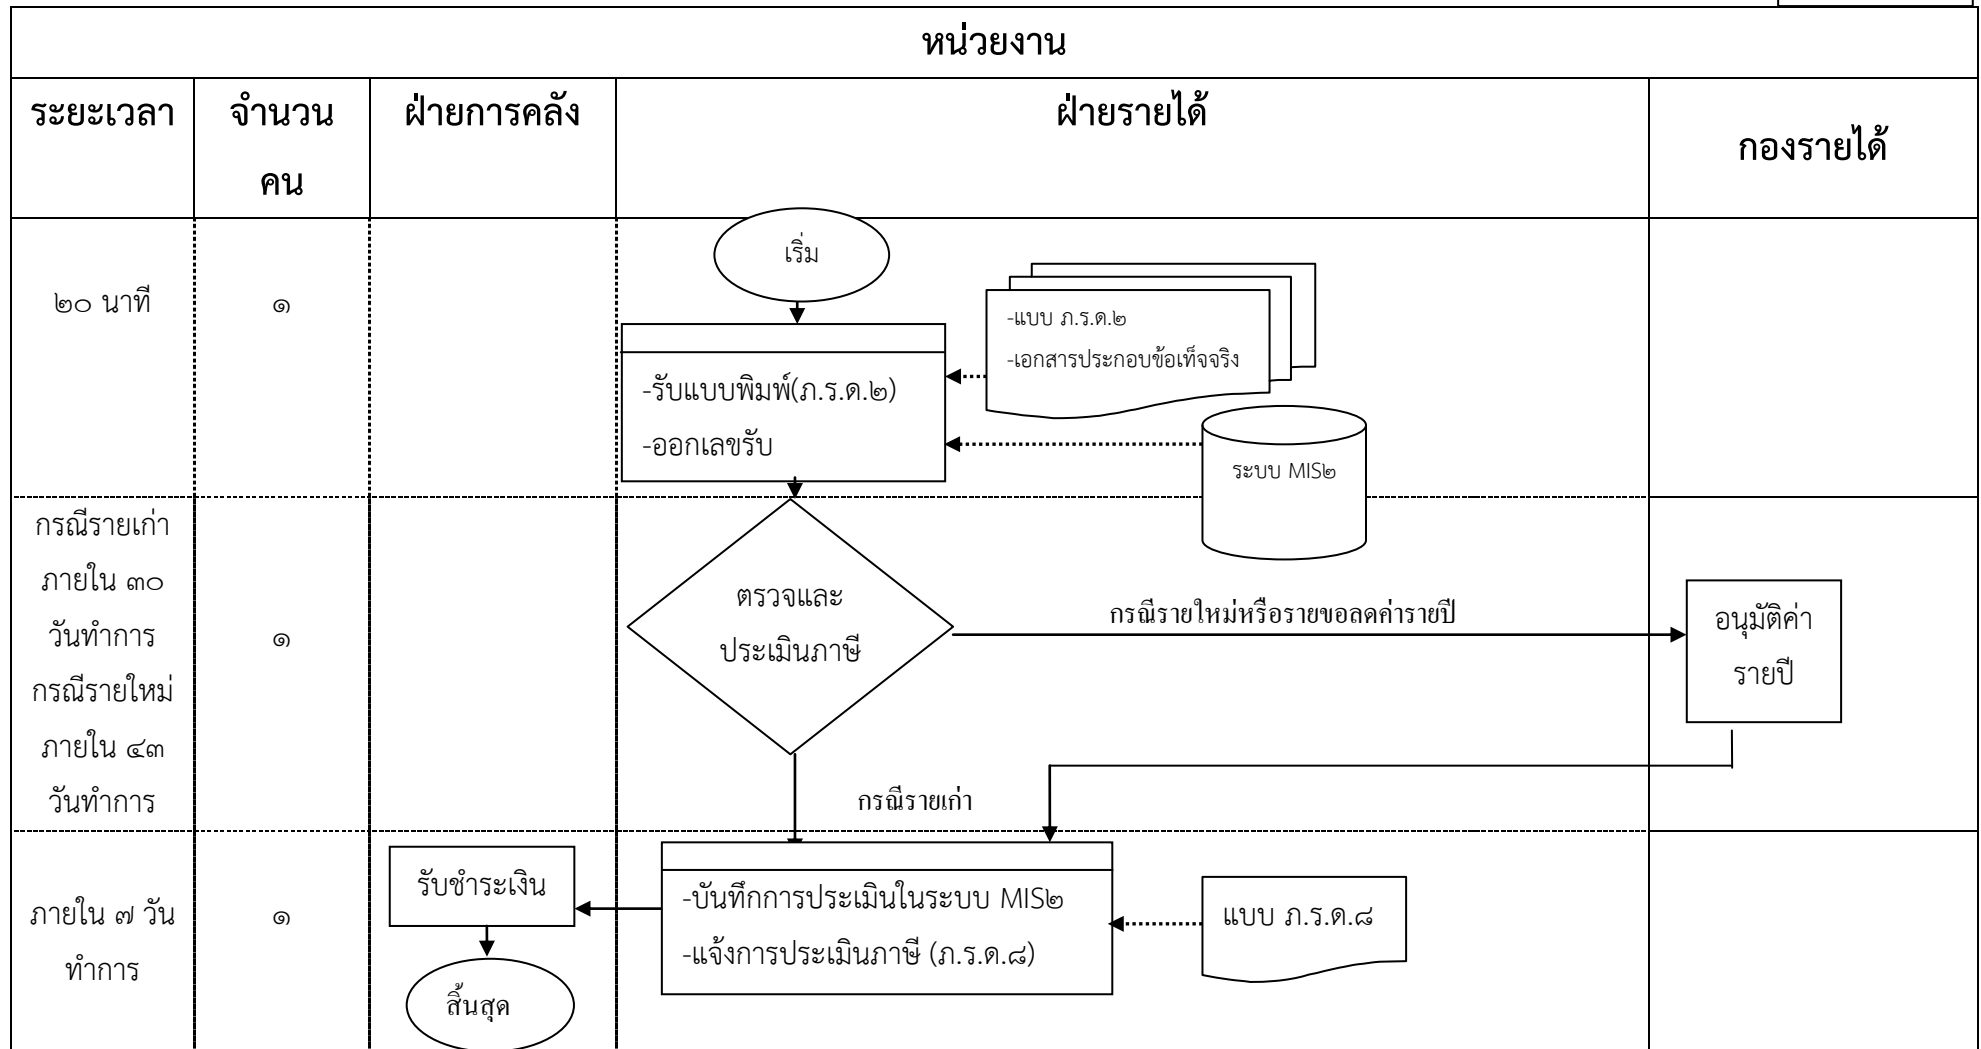 หน่วยงาน
ระยะเวลา
จำนวน
คน
ฝ่ายการคลัง
ฝ่ายรายได้
กองรายได้
เริ่ม
๒๐ นาที
๑
-แบบ ภ.ร.ด.๒
-เอกสารประกอบข้อเท็จจริง
-รับแบบพิมพ์(ภ.ร.ด.๒)
-ออกเลขรับ
ระบบ MIS๒
กรณีรายเก่า
ภายใน ๓๐
วันทำการ
กรณีรายใหม่
ภายใน ๔๓
วันทำการ
๑
ตรวจและ
ประเมินภาษี
กรณีรายใหม่หรือรายขอลดค่ารายปี
อนุมัติค่า
รายปี
กรณีรายเก่า
ภายใน ๗ วัน
ทำการ
๑
รับชำระเงิน
สิ้นสุด
-บันทึกการประเมินในระบบ MIS๒
-แจ้งการประเมินภาษี (ภ.ร.ด.๘)
แบบ ภ.ร.ด.๘